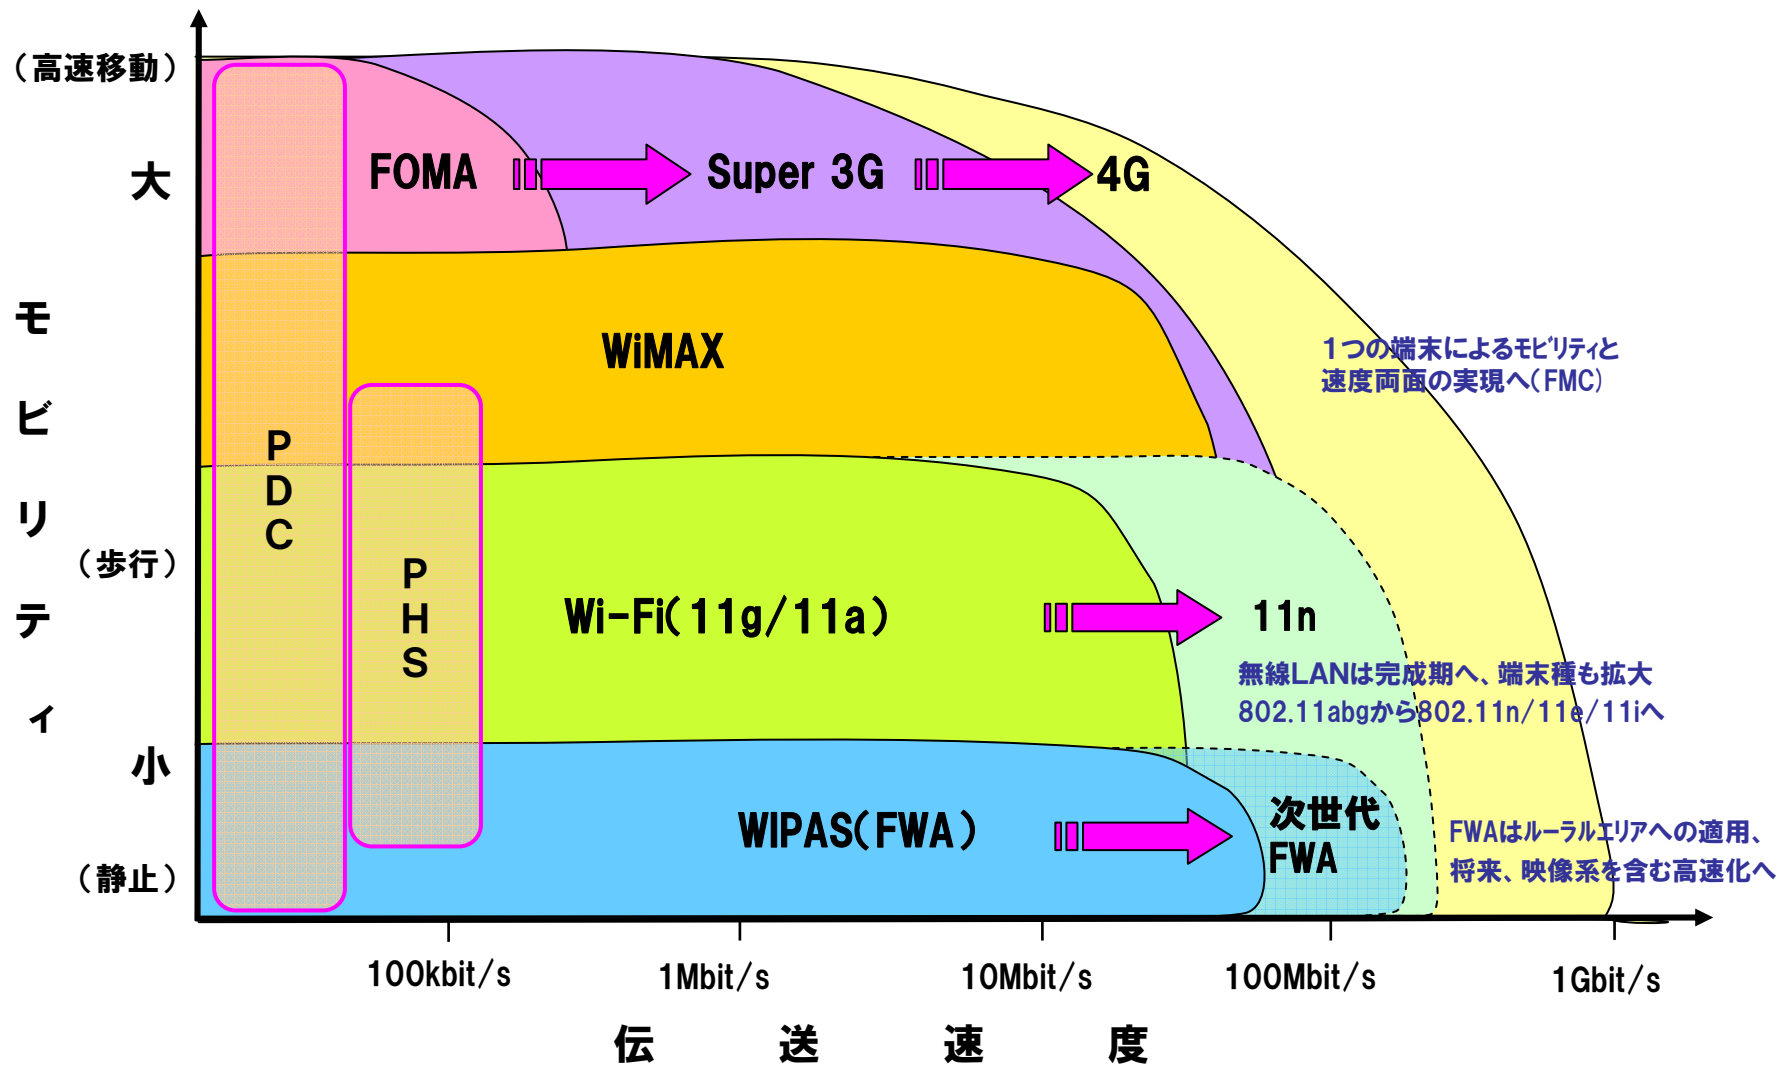 (高速移動)
大
モビリティ
(歩行)
小
(静止)
FOMA
Super 3G
4G
WiMAX
PDC
PHS
1つの端末によるモビリティと
速度両面の実現へ(FMC)
Wi-Fi(11g/11a)
11n
無線LANは完成期へ、端末種も拡大
802.11abgから802.11n/11e/11iへ
WIPAS(FWA)
次世代
FWA
FWAはルーラルエリアへの適用、
将来、映像系を含む高速化へ
100kbit/s
1Mbit/s
10Mbit/s
100Mbit/s
1Gbit/s
伝送速度